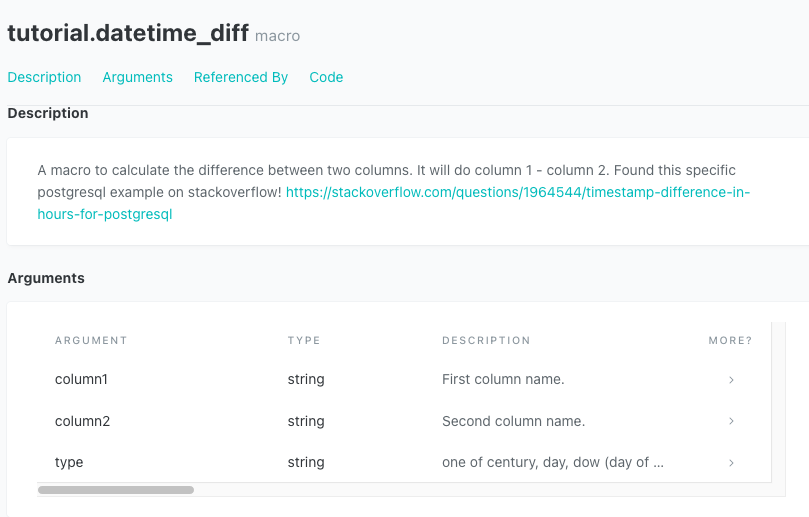 tutorial.datetime_diff macro
Description Arguments Referenced By Code
Description
A macro to calculate the difference between two columns. It will do column 1 - column 2. Found this specific
postgresql example on stackoverflow! https://stackoverflow.com/questions/1964544/timestamp-difference-in-
hours-for-postgresql
Arguments
ARGUMENT TYPE DESCRIPTION MORE?
column1 string First column name.
column2 string Second column name.
type string one of century, day, dow (day of ...